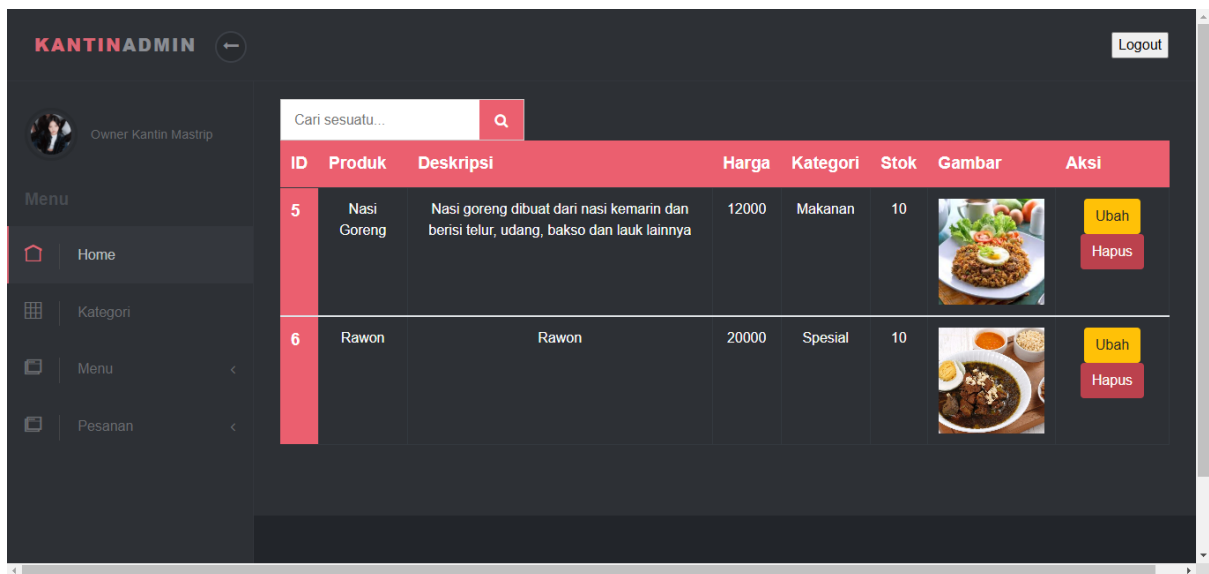 KANTINADMIN
Logout
Owner Kantin Mastrip
Menu
Home
Kategori
Menu
Pesanan
Cari sesuatu...
ID Produk Deskripsi Harga Kategori Stok Gambar Aksi
5 Nasi Goreng Nasi goreng dibuat dari nasi kemarin dan berisi telur, udang, bakso dan lauk lainnya 12000 Makanan 10 Ubah Hapus
6 Rawon Rawon 20000 Spesial 10 Ubah Hapus